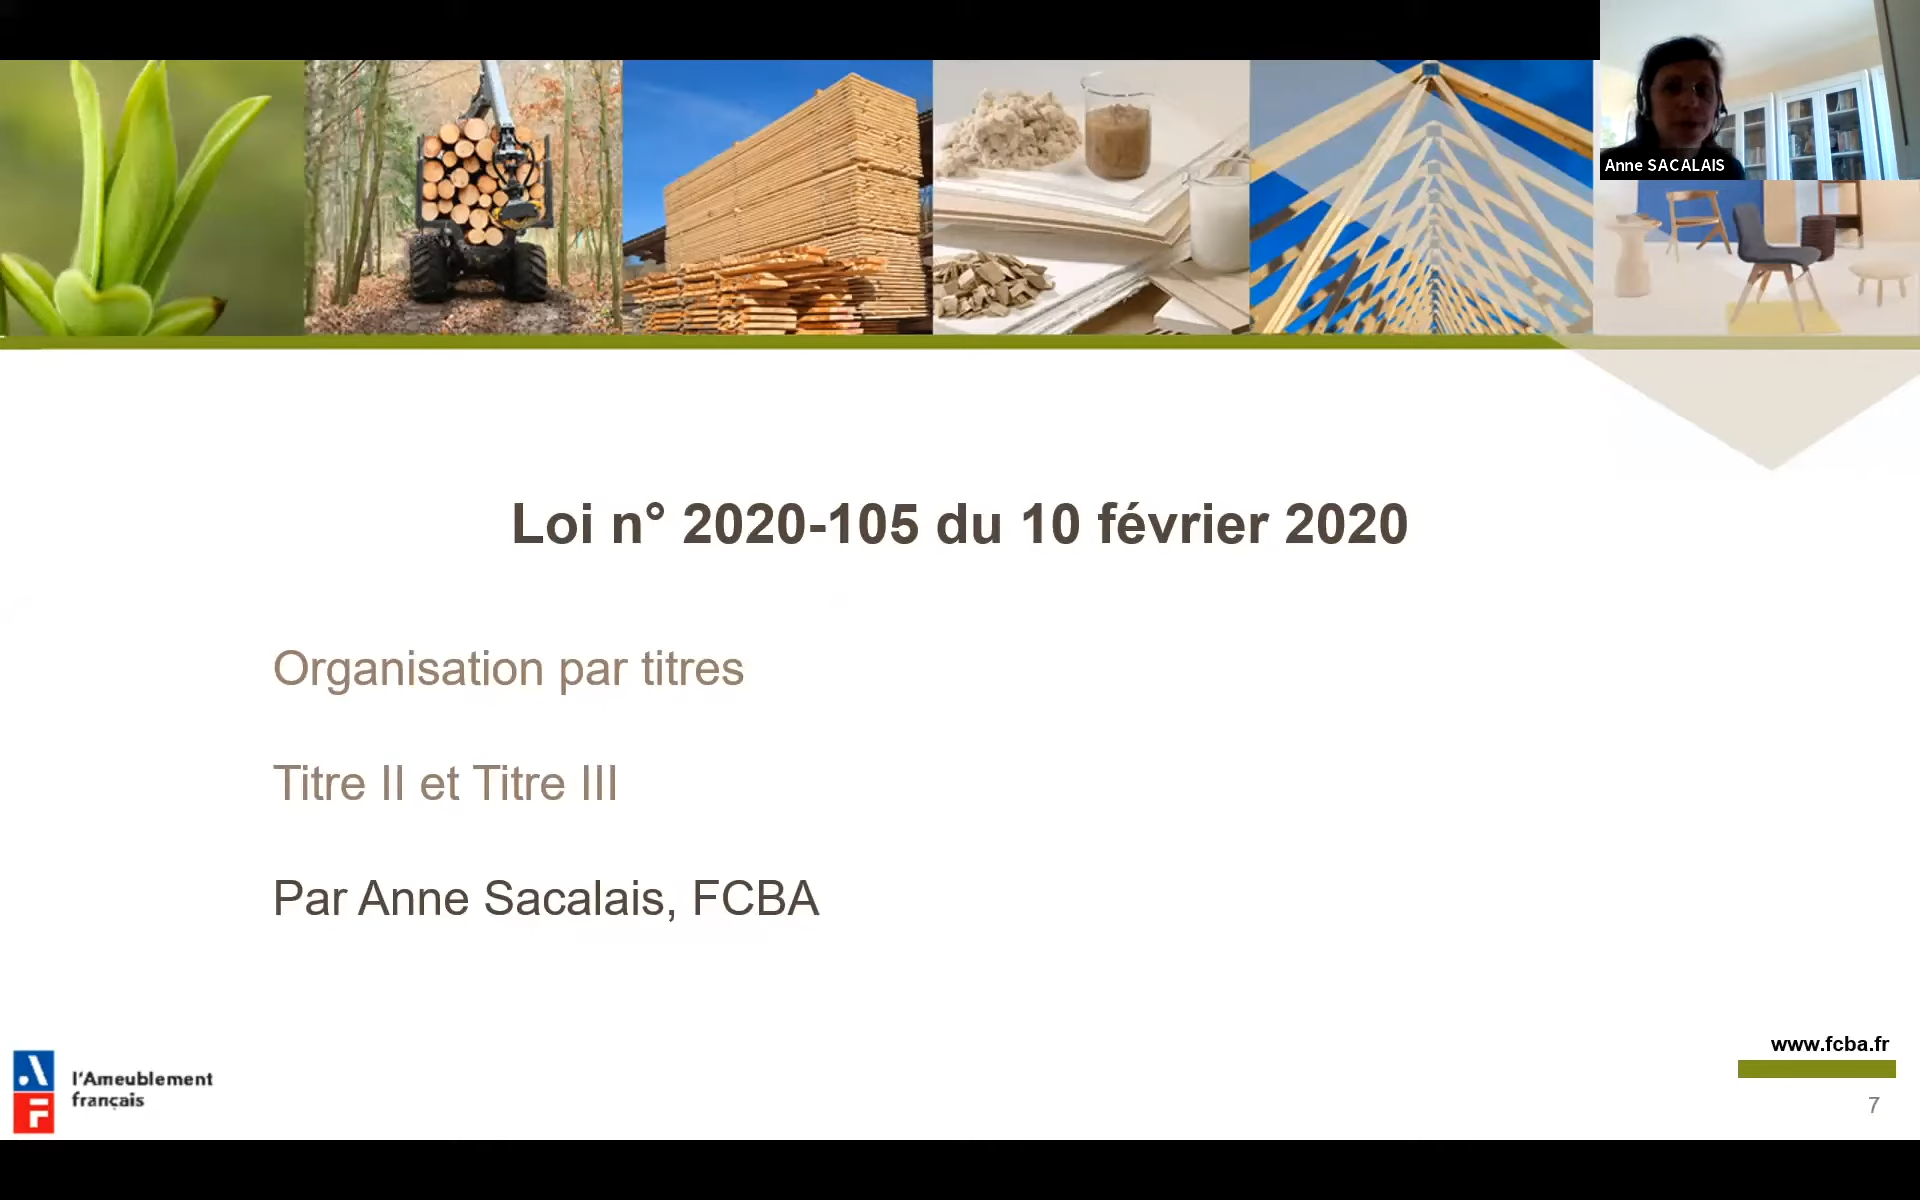 Anne SACALAIS
Loi n° 2020-105 du 10 février 2020
Organisation par titres
Titre II et Titre III
Par Anne Sacalais, FCBA
www.fcba.fr
AF
l'Ameublement
français
7